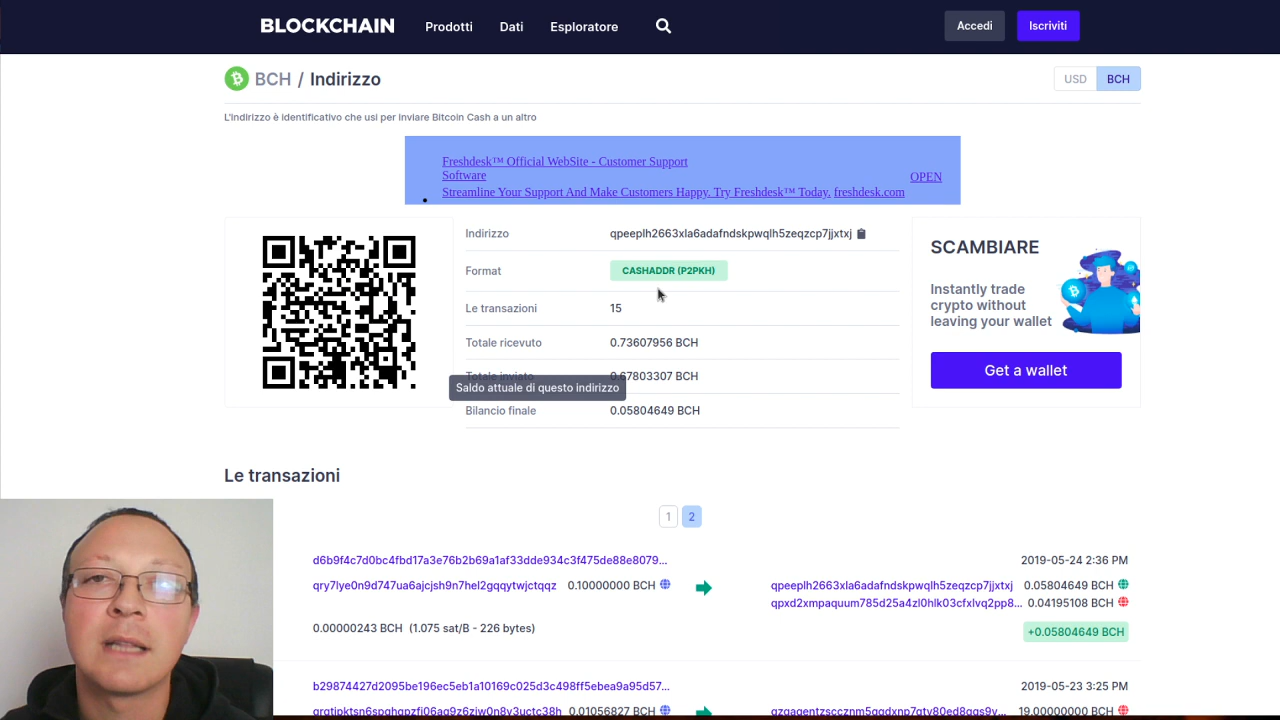 BLOCKCHAIN Prodotti Dati Esploratore Accedi Iscriviti
BCH / Indirizzo USD BCH
L'indirizzo è identificativo che usi per inviare Bitcoin Cash a un altro
Freshdesk™ Official WebSite - Customer Support
Software
OPEN
Streamline Your Support And Make Customers Happy. Try Freshdesk™ Today. freshdesk.com
Indirizzo qpeeplh2663xla6adafndskpwqlh5zeqzcp7jjxtxj
Format CASHADDR (P2PKH)
Le transazioni 15
Totale ricevuto 0.73607956 BCH
Totale inviato 0.67803307 BCH
Saldo attuale di questo indirizzo
Bilancio finale 0.05804649 BCH
SCAMBIARE
Instantly trade
crypto without
leaving your wallet
Get a wallet
Le transazioni
1 2
d6b9f4c7d0bc4fbd17a3e76b2b69a1af33dde934c3f475de88e8079... 2019-05-24 2:36 PM
qry7lye0n9d747ua6ajcjsh9n7hel2gqqytwjctqqz 0.10000000 BCH qpeeplh2663xla6adafndskpwqlh5zeqzcp7jjxtxj 0.05804649 BCH
qpxd2xmpaquum785d25a4zl0hlk03cfxlvq2pp8... 0.04195108 BCH
0.00000243 BCH (1.075 sat/B - 226 bytes) +0.05804649 BCH
b29874427d2095be196ec5eb1a10169c025d3c498ff5ebea9a95d57... 2019-05-23 3:25 PM
0.01056827 BCH 19.00000000 BCH